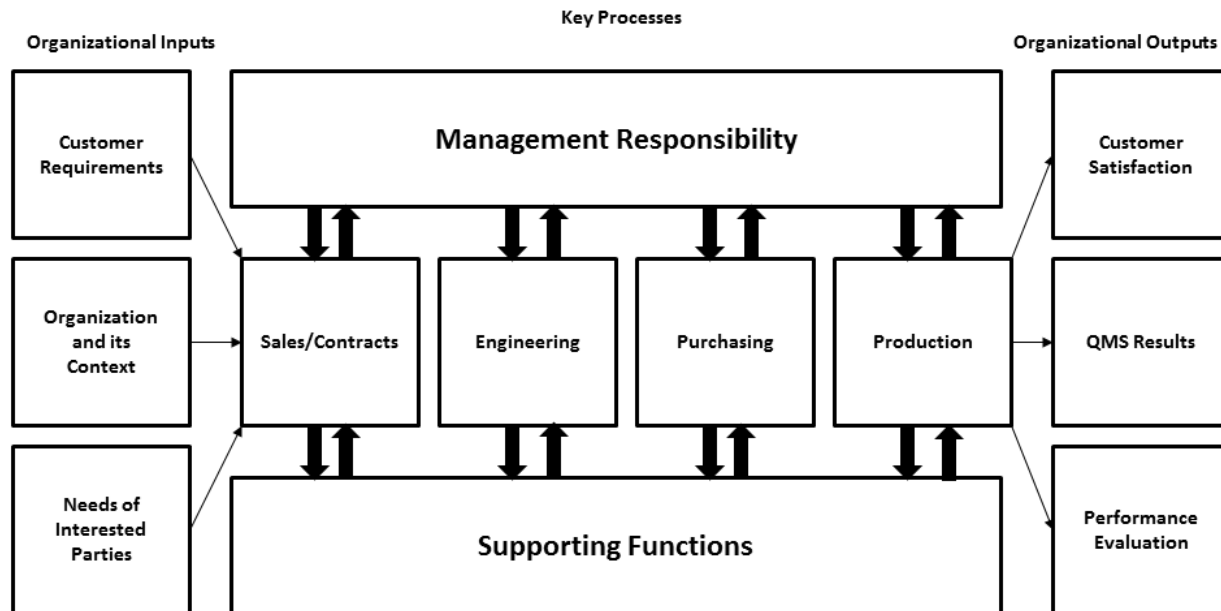 Key Processes
Organizational Inputs
Organizational Outputs
Customer
Requirements
Management Responsibility
Customer
Satisfaction
Organization
and its
Context
Sales/Contracts
Engineering
Purchasing
Production
QMS Results
Needs of
Interested
Parties
Supporting Functions
Performance
Evaluation